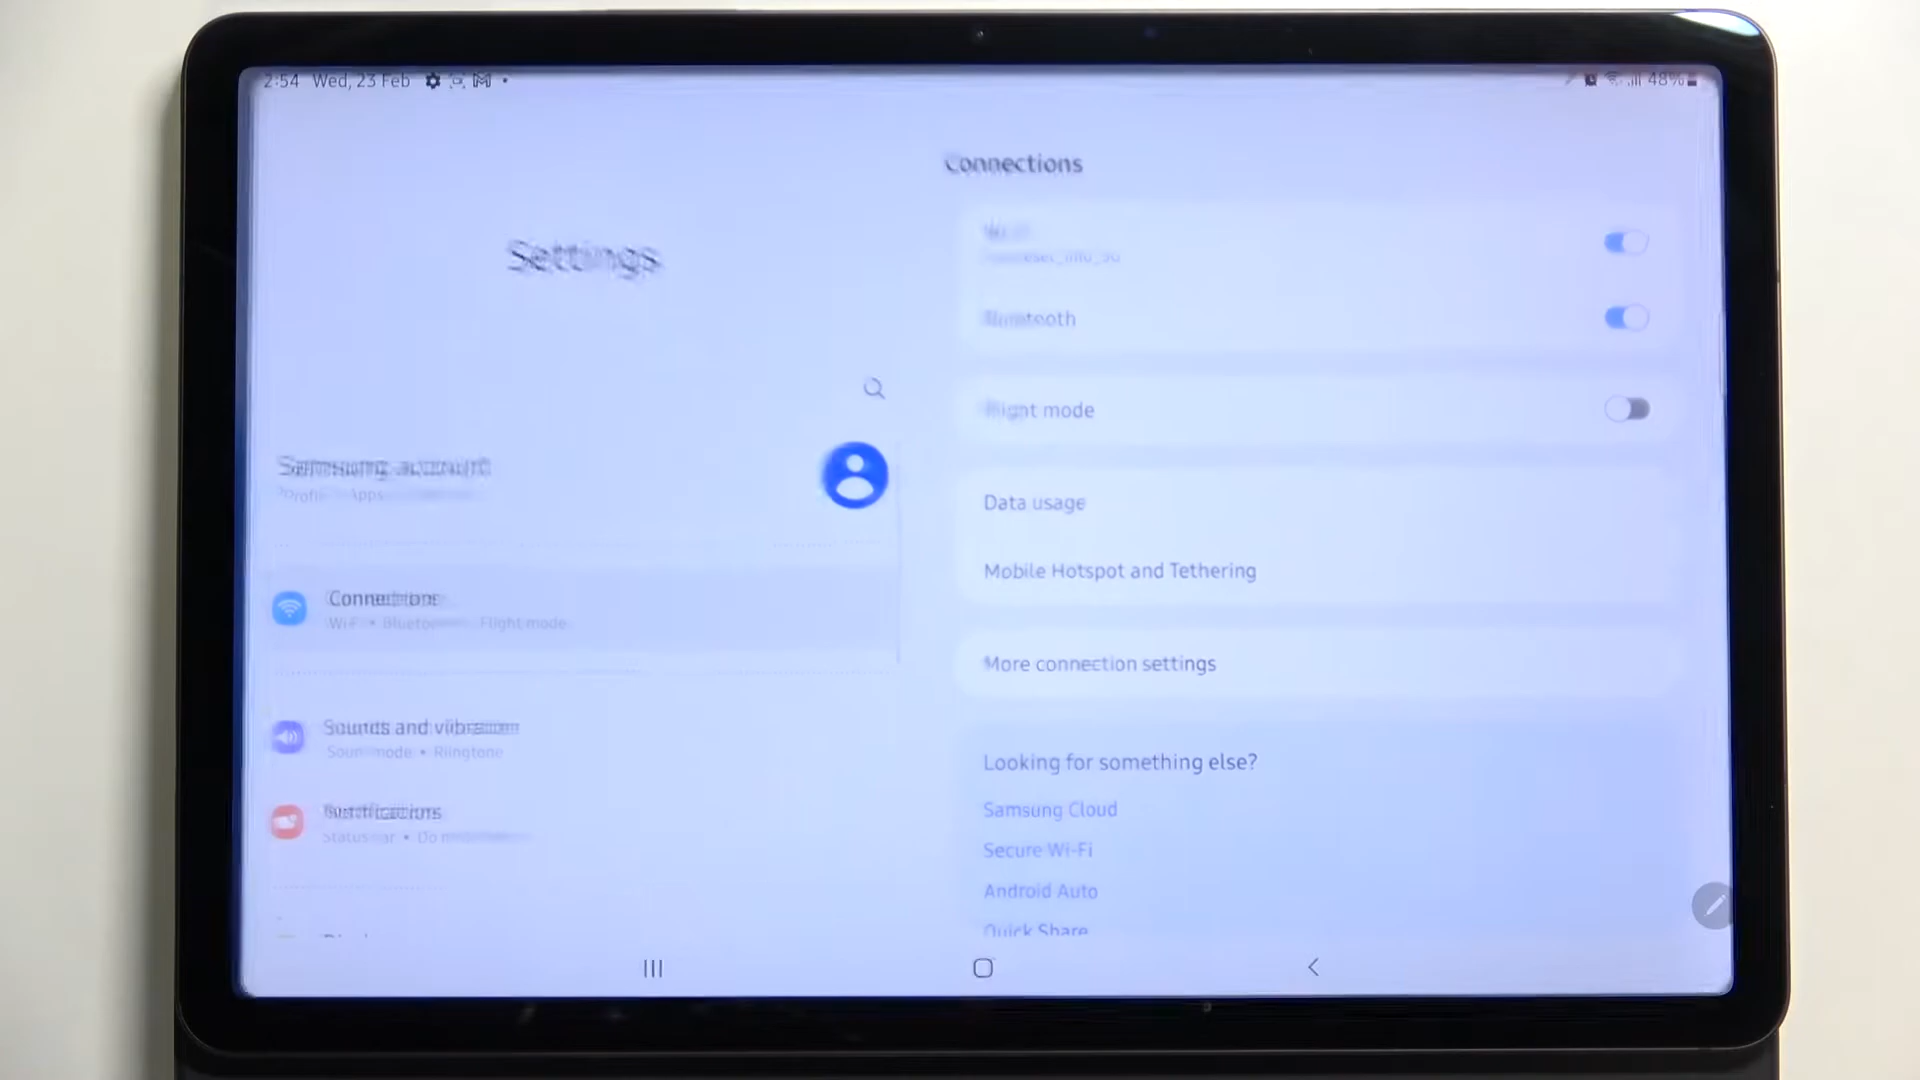 2:54 Wed, 23 Feb
48%
Settings
Samsung account
Profile Apps
Connections
Wi-Fi • Bluetooth Flight mode
Sounds and vibration
Sound mode • Ringtone
Notifications
Status bar • Do
Connections
Wi-Fi
Bluetooth
Flight mode
Data usage
Mobile Hotspot and Tethering
More connection settings
Looking for something else?
Samsung Cloud
Secure Wi-Fi
Android Auto
Quick Share